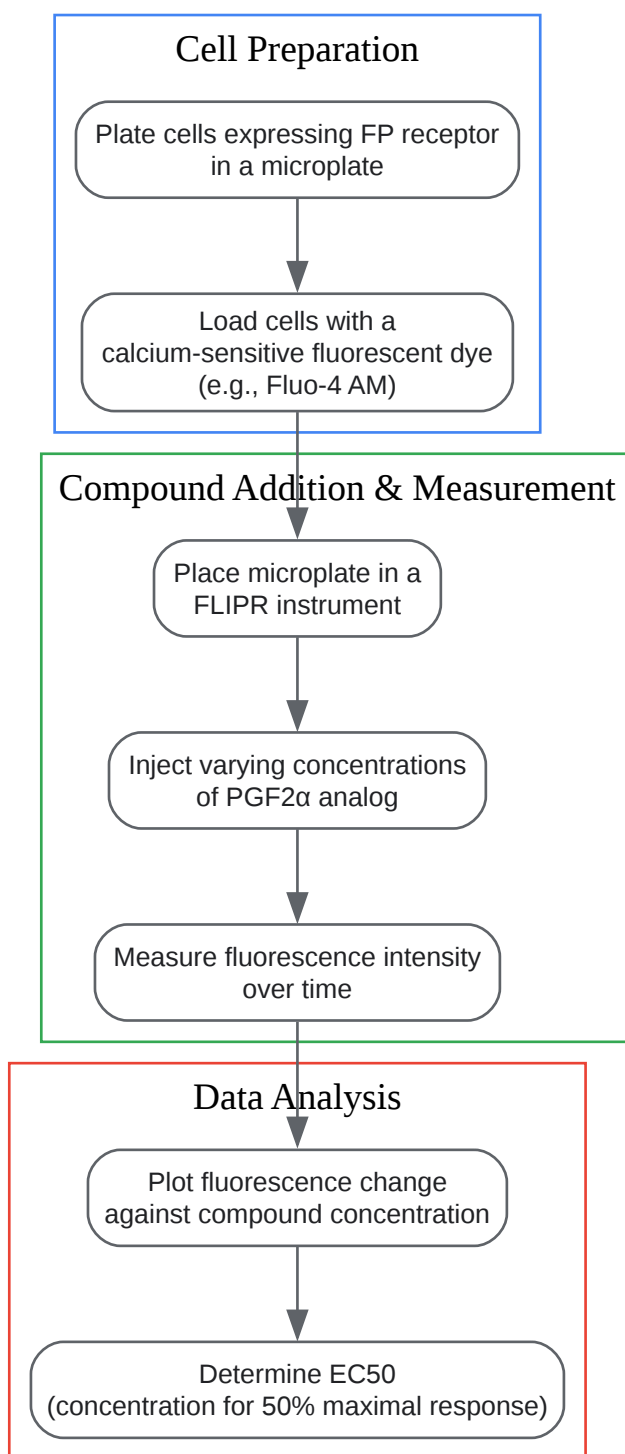 Cell Preparation
Plate cells expressing FP receptor
in a microplate
Load cells with a
calcium-sensitive fluorescent dye
(e.g., Fluo-4 AM)
Compound Addition & Measurement
Place microplate in a
FLIPR instrument
Inject varying concentrations
of PGF2α analog
Measure fluorescence intensity
over time
Data Analysis
Plot fluorescence change
against compound concentration
Determine EC50
(concentration for 50% maximal response)